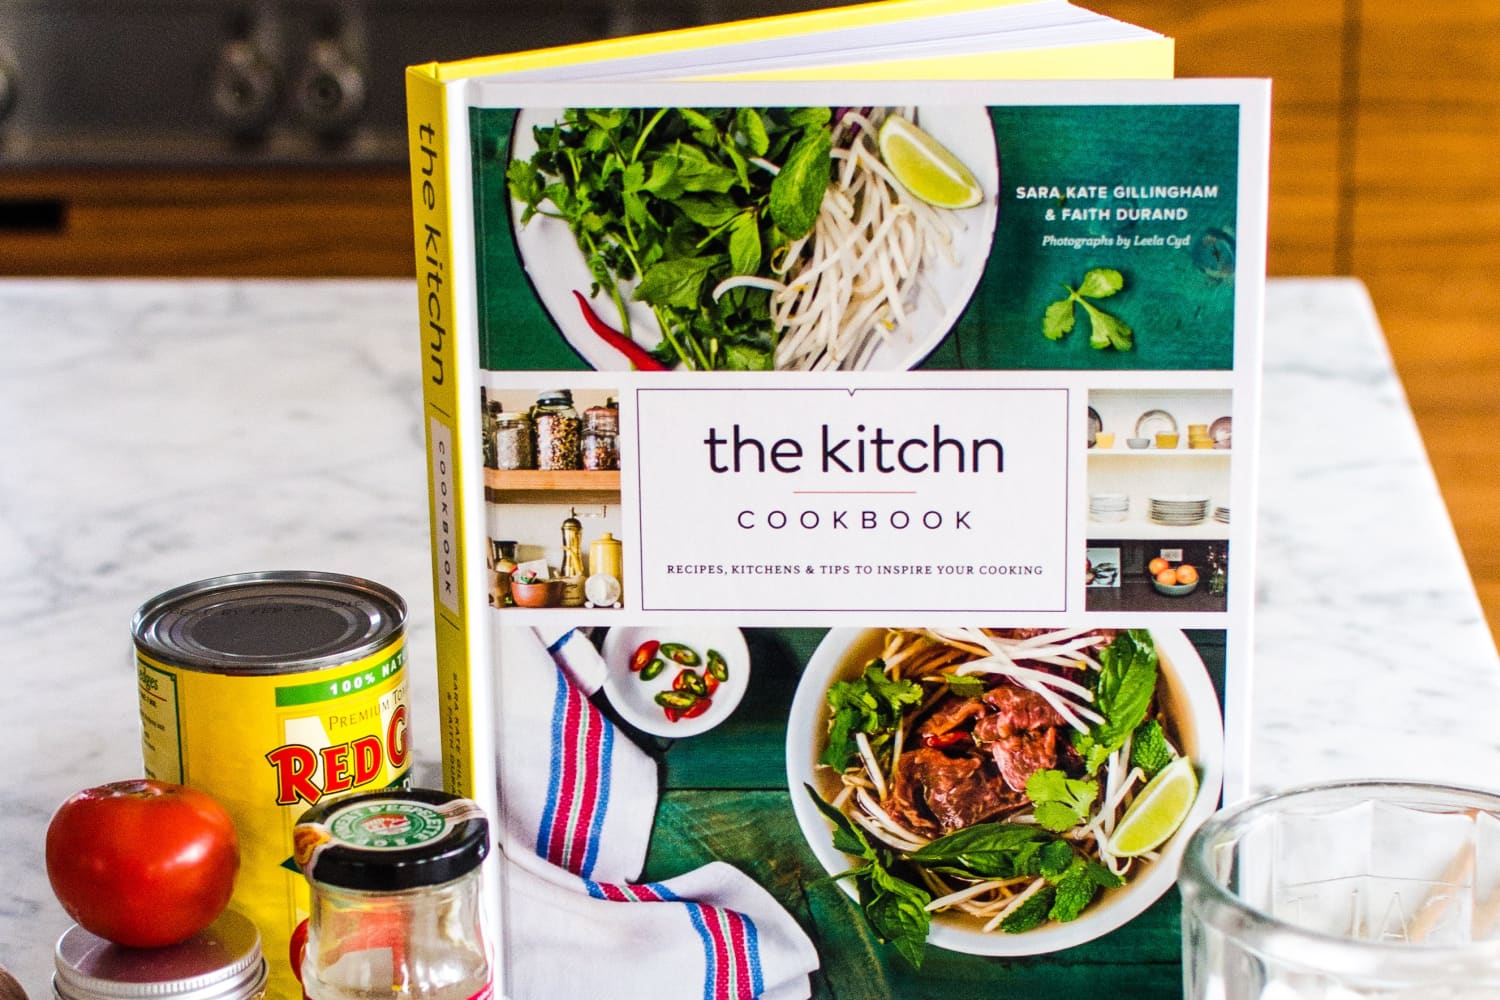 SARA KATE GILLINGHAM
& FAITH DURAND
Photographs by Leela Cyd
the kitchn
COOKBOOK
RECIPES, KITCHENS & TIPS TO INSPIRE YOUR COOKING
the kitchn
COOKBOOK
100% NAT
PREMIUM
RED G